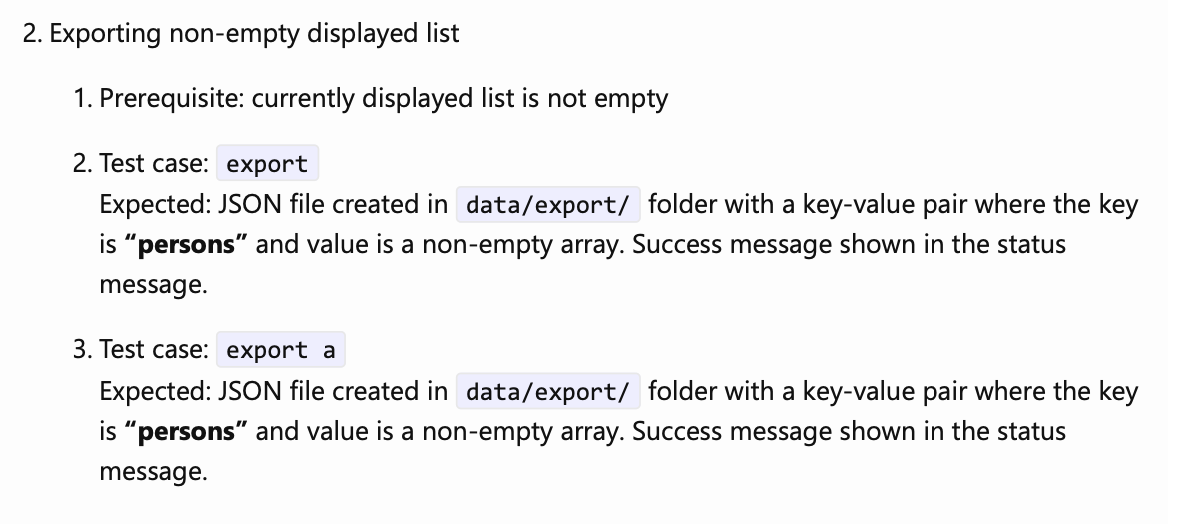 2. Exporting non-empty displayed list
1. Prerequisite: currently displayed list is not empty
2. Test case: export
Expected: JSON file created in data/export/ folder with a key-value pair where the key
is “persons” and value is a non-empty array. Success message shown in the status
message.
3. Test case: export a
Expected: JSON file created in data/export/ folder with a key-value pair where the key
is “persons” and value is a non-empty array. Success message shown in the status
message.